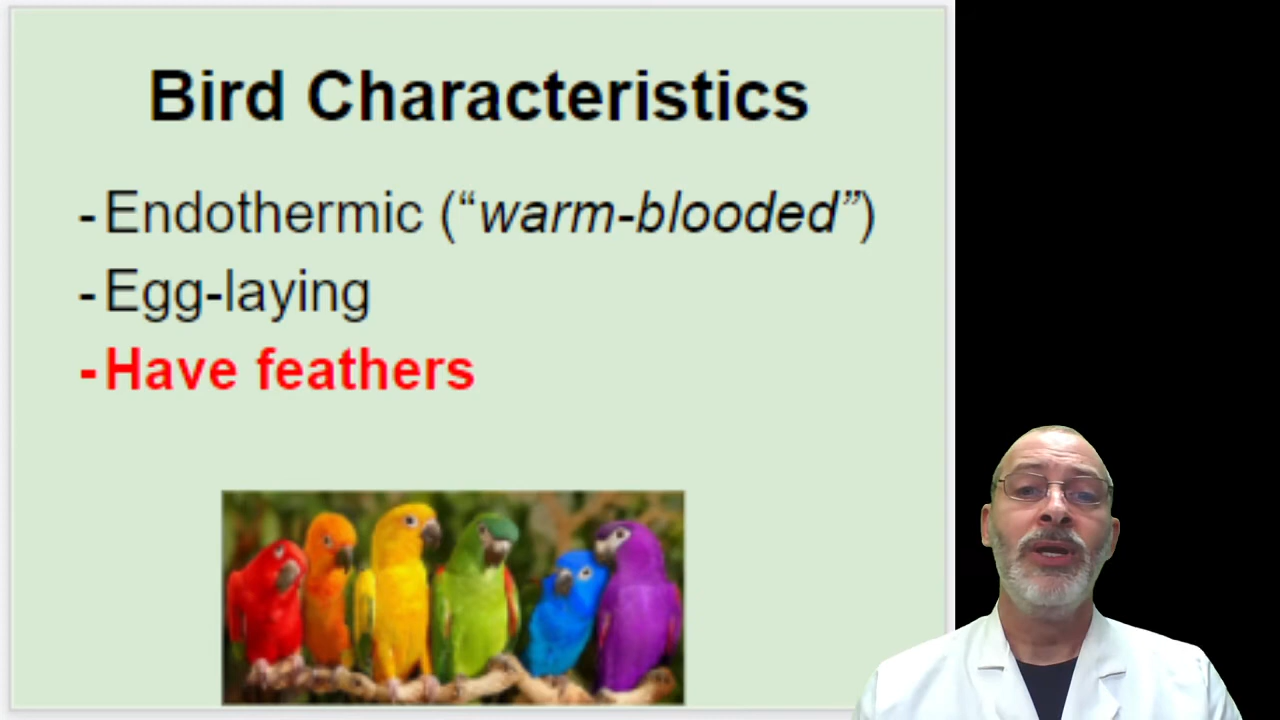 Bird Characteristics
-Endothermic (“warm-blooded”)
-Egg-laying
-Have feathers